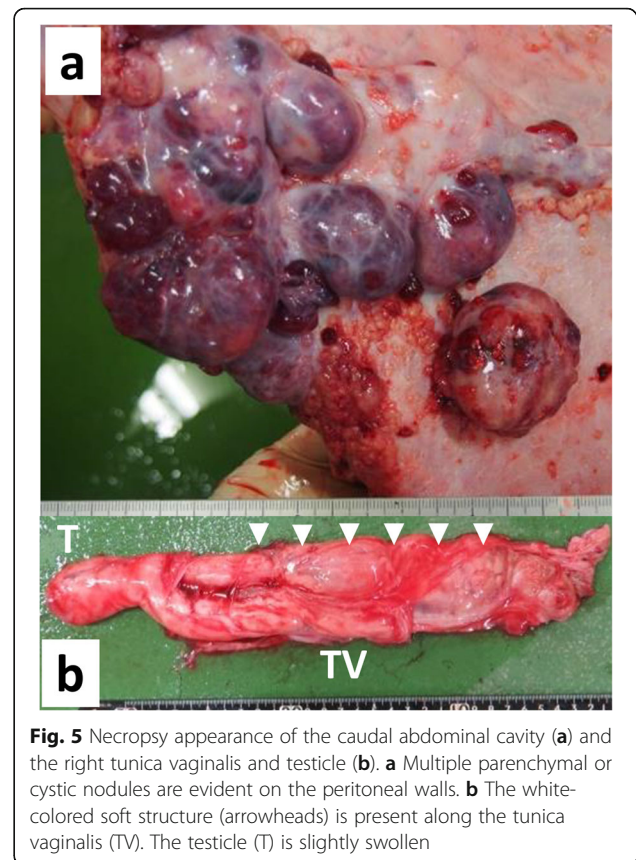 a
T
TV
b
Fig. 5 Necropsy appearance of the caudal abdominal cavity (a) and
the right tunica vaginalis and testicle (b). a Multiple parenchymal or
cystic nodules are evident on the peritoneal walls. b The white-
colored soft structure (arrowheads) is present along the tunica
vaginalis (TV). The testicle (T) is slightly swollen